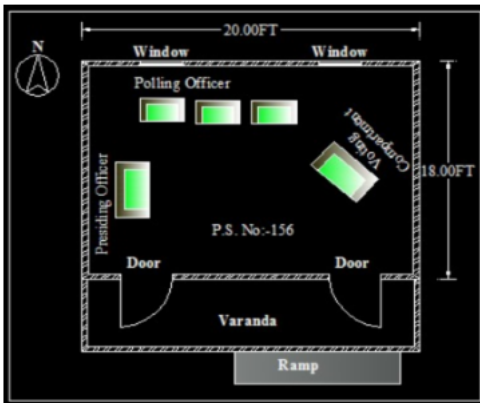 20.00FT
N
Window
Window
Polling Officer
Voting
Compartment
18.00FT
Presiding Officer
P.S. No:-156
Door
Door
Varanda
Ramp